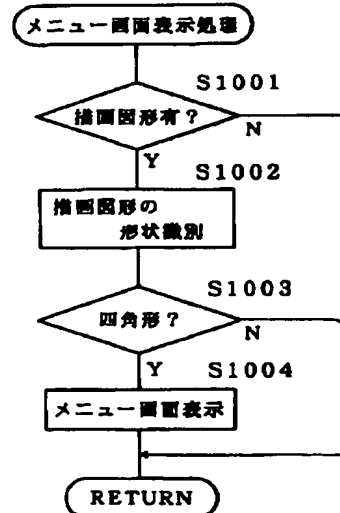 メニュー画面表示処理
S1001
描画図形有?
N
Y
S1002
描画図形の
形状識別
S1003
四角形?
N
Y
S1004
メニュー画面表示
RETURN